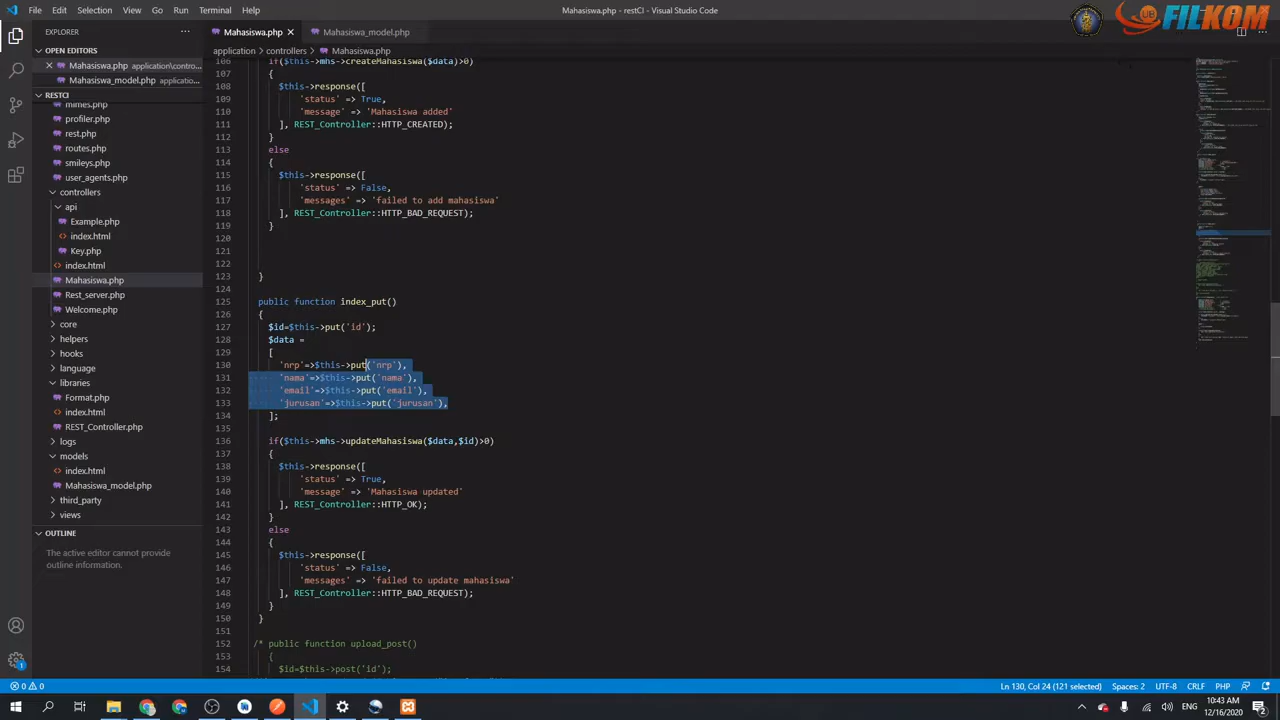 File Edit Selection View Go Run Terminal Help
Mahasiswa.php - restCI - Visual Studio Code
UB FILKOM
EXPLORER
OPEN EDITORS
Mahasiswa.php application\contro...
Mahasiswa_model.php applicatio...
RESTCI
mimes.php
profiler.php
rest.php
routes.php
smileys.php
user_agents.php
controllers
api
Example.php
index.html
Key.php
index.html
Mahasiswa.php
Rest_server.php
Welcome.php
core
helpers
hooks
language
libraries
Format.php
index.html
REST_Controller.php
logs
models
index.html
Mahasiswa_model.php
third_party
views
OUTLINE
The active editor cannot provide
outline information.
Mahasiswa.php Mahasiswa_model.php
application > controllers > Mahasiswa.php
106 if($this->mhs->createMahasiswa($data)>0)
107 {
108 $this->response([
109 'status' => True,
110 'message' => 'Mahasiswa added'
111 ], REST_Controller::HTTP_CREATED);
112 }
113 else
114 {
115 $this->response([
116 'status' => False,
117 'messages' => 'failed to add mahasiswa'
118 ], REST_Controller::HTTP_BAD_REQUEST);
119 }
120
121
122
123 }
124
125 public function index_put()
126 {
127 $id=$this->put('id');
128 $data =
129 [
130 'nrp'=>$this->put('nrp'),
131 'nama'=>$this->put('nama'),
132 'email'=>$this->put('email'),
133 'jurusan'=>$this->put('jurusan'),
134 ];
135
136 if($this->mhs->updateMahasiswa($data,$id)>0)
137 {
138 $this->response([
139 'status' => True,
140 'message' => 'Mahasiswa updated'
141 ], REST_Controller::HTTP_OK);
142 }
143 else
144 {
145 $this->response([
146 'status' => False,
147 'messages' => 'failed to update mahasiswa'
148 ], REST_Controller::HTTP_BAD_REQUEST);
149 }
150 }
151
152 /* public function upload_post()
153 {
154 $id=$this->post('id');
0 0
Ln 130, Col 24 (121 selected) Spaces: 2 UTF-8 CRLF PHP
ENG
10:43 AM
12/16/2020